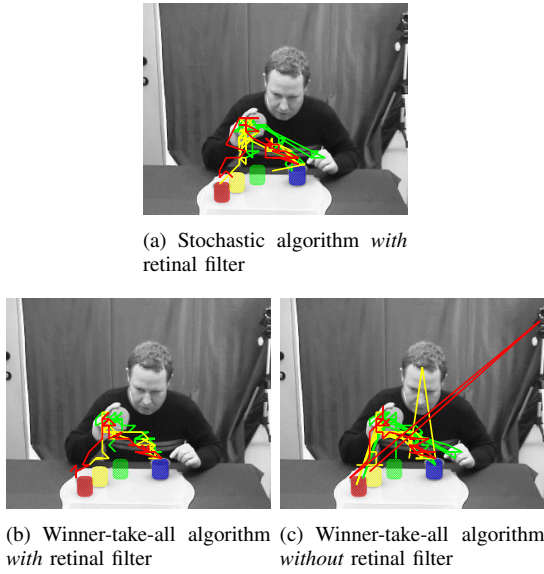 (a) Stochastic algorithm with
retinal filter
(b) Winner-take-all algorithm
with retinal filter
(c) Winner-take-all algorithm
without retinal filter